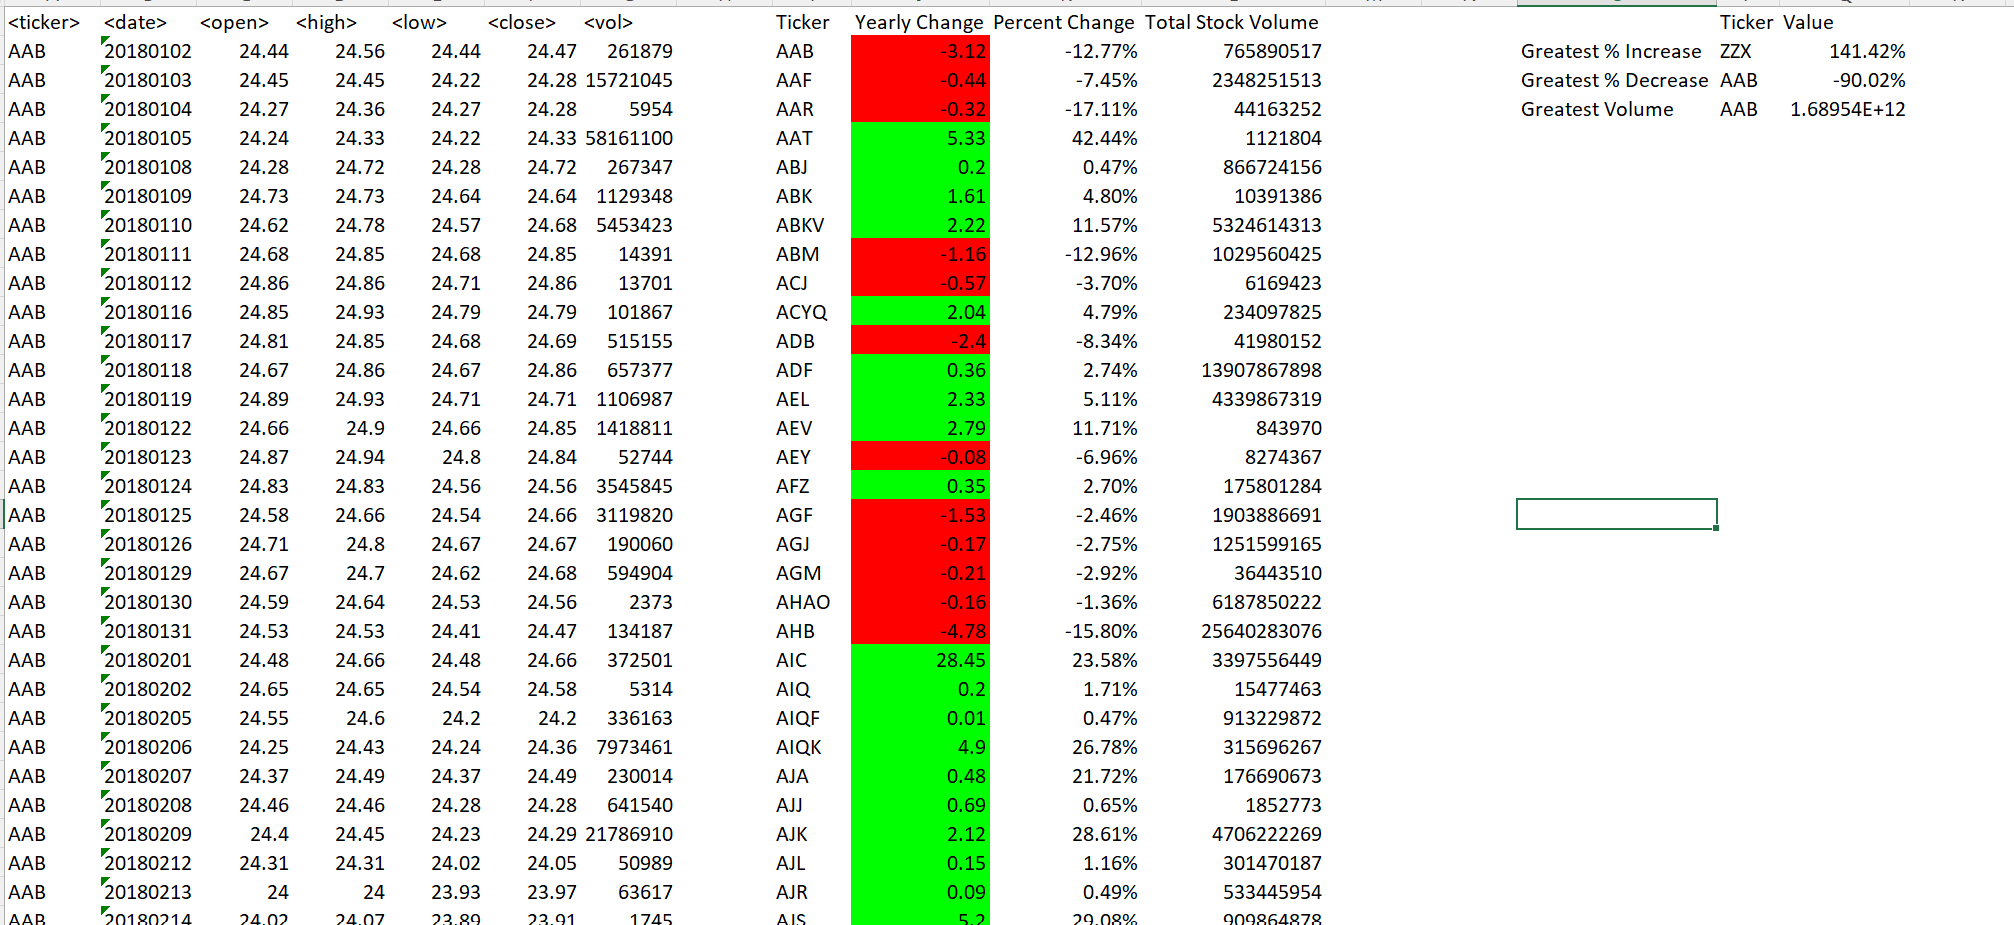 <ticker> <date> <open> <high> <low> <close> <vol> Ticker Yearly Change Percent Change Total Stock Volume Ticker Value
AAB 20180102 24.44 24.56 24.44 24.47 261879 AAB -3.12 -12.77% 765890517 Greatest % Increase ZZX 141.42%
AAB 20180103 24.45 24.45 24.22 24.28 15721045 AAF -0.44 -7.45% 2348251513 Greatest % Decrease AAB -90.02%
AAB 20180104 24.27 24.36 24.27 24.28 5954 AAR -0.32 -17.11% 44163252 Greatest Volume AAB 1.68954E+12
AAB 20180105 24.24 24.33 24.22 24.33 58161100 AAT 5.33 42.44% 1121804
AAB 20180108 24.28 24.72 24.28 24.72 267347 ABJ 0.2 0.47% 866724156
AAB 20180109 24.73 24.73 24.64 24.64 1129348 ABK 1.61 4.80% 10391386
AAB 20180110 24.62 24.78 24.57 24.68 5453423 ABKV 2.22 11.57% 5324614313
AAB 20180111 24.68 24.85 24.68 24.85 14391 ABM -1.16 -12.96% 1029560425
AAB 20180112 24.86 24.86 24.71 24.86 13701 ACJ -0.57 -3.70% 6169423
AAB 20180116 24.85 24.93 24.79 24.79 101867 ACYQ 2.04 4.79% 234097825
AAB 20180117 24.81 24.85 24.68 24.69 515155 ADB -2.4 -8.34% 41980152
AAB 20180118 24.67 24.86 24.67 24.86 657377 ADF 0.36 2.74% 13907867898
AAB 20180119 24.89 24.93 24.71 24.71 1106987 AEL 2.33 5.11% 4339867319
AAB 20180122 24.66 24.9 24.66 24.85 1418811 AEV 2.79 11.71% 843970
AAB 20180123 24.87 24.94 24.8 24.84 52744 AEY -0.08 -6.96% 8274367
AAB 20180124 24.83 24.83 24.56 24.56 3545845 AFZ 0.35 2.70% 175801284
AAB 20180125 24.58 24.66 24.54 24.66 3119820 AGF -1.53 -2.46% 1903886691
AAB 20180126 24.71 24.8 24.67 24.67 190060 AGJ -0.17 -2.75% 1251599165
AAB 20180129 24.67 24.7 24.62 24.68 594904 AGM -0.21 -2.92% 36443510
AAB 20180130 24.59 24.64 24.53 24.56 2373 AHAO -0.16 -1.36% 6187850222
AAB 20180131 24.53 24.53 24.41 24.47 134187 AHB -4.78 -15.80% 25640283076
AAB 20180201 24.48 24.66 24.48 24.66 372501 AIC 28.45 23.58% 3397556449
AAB 20180202 24.65 24.65 24.54 24.58 5314 AIQ 0.2 1.71% 15477463
AAB 20180205 24.55 24.6 24.2 24.2 336163 AIQF 0.01 0.47% 913229872
AAB 20180206 24.25 24.43 24.24 24.36 7973461 AIQK 4.9 26.78% 315696267
AAB 20180207 24.37 24.49 24.37 24.49 230014 AJA 0.48 21.72% 176690673
AAB 20180208 24.46 24.46 24.28 24.28 641540 AJJ 0.69 0.65% 1852773
AAB 20180209 24.4 24.45 24.23 24.29 21786910 AJK 2.12 28.61% 4706222269
AAB 20180212 24.31 24.31 24.02 24.05 50989 AJL 0.15 1.16% 301470187
AAB 20180213 24 24 23.93 23.97 63617 AJR 0.09 0.49% 533445954
AAB 20180214 24.02 24.07 23.89 23.91 1745 AJS 5.2 29.08% 909864878